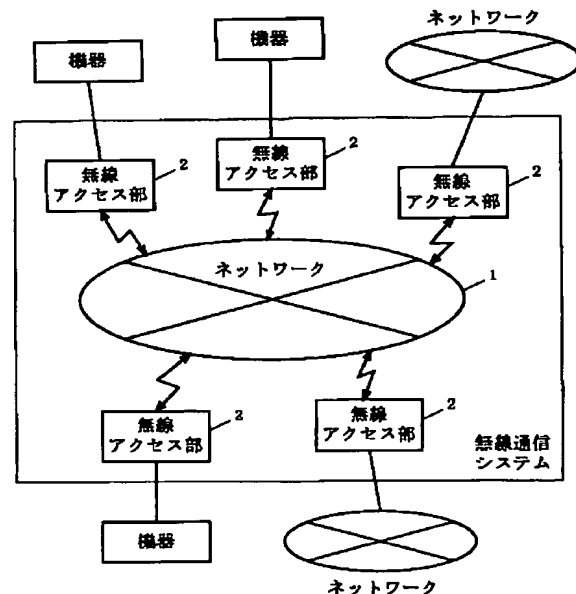 ネットワーク
機器
機器
無線
アクセス部
2
無線
アクセス部
2
無線
アクセス部
2
ネットワーク
1
無線
アクセス部
2
無線
アクセス部
2
無線通信
システム
機器
ネットワーク